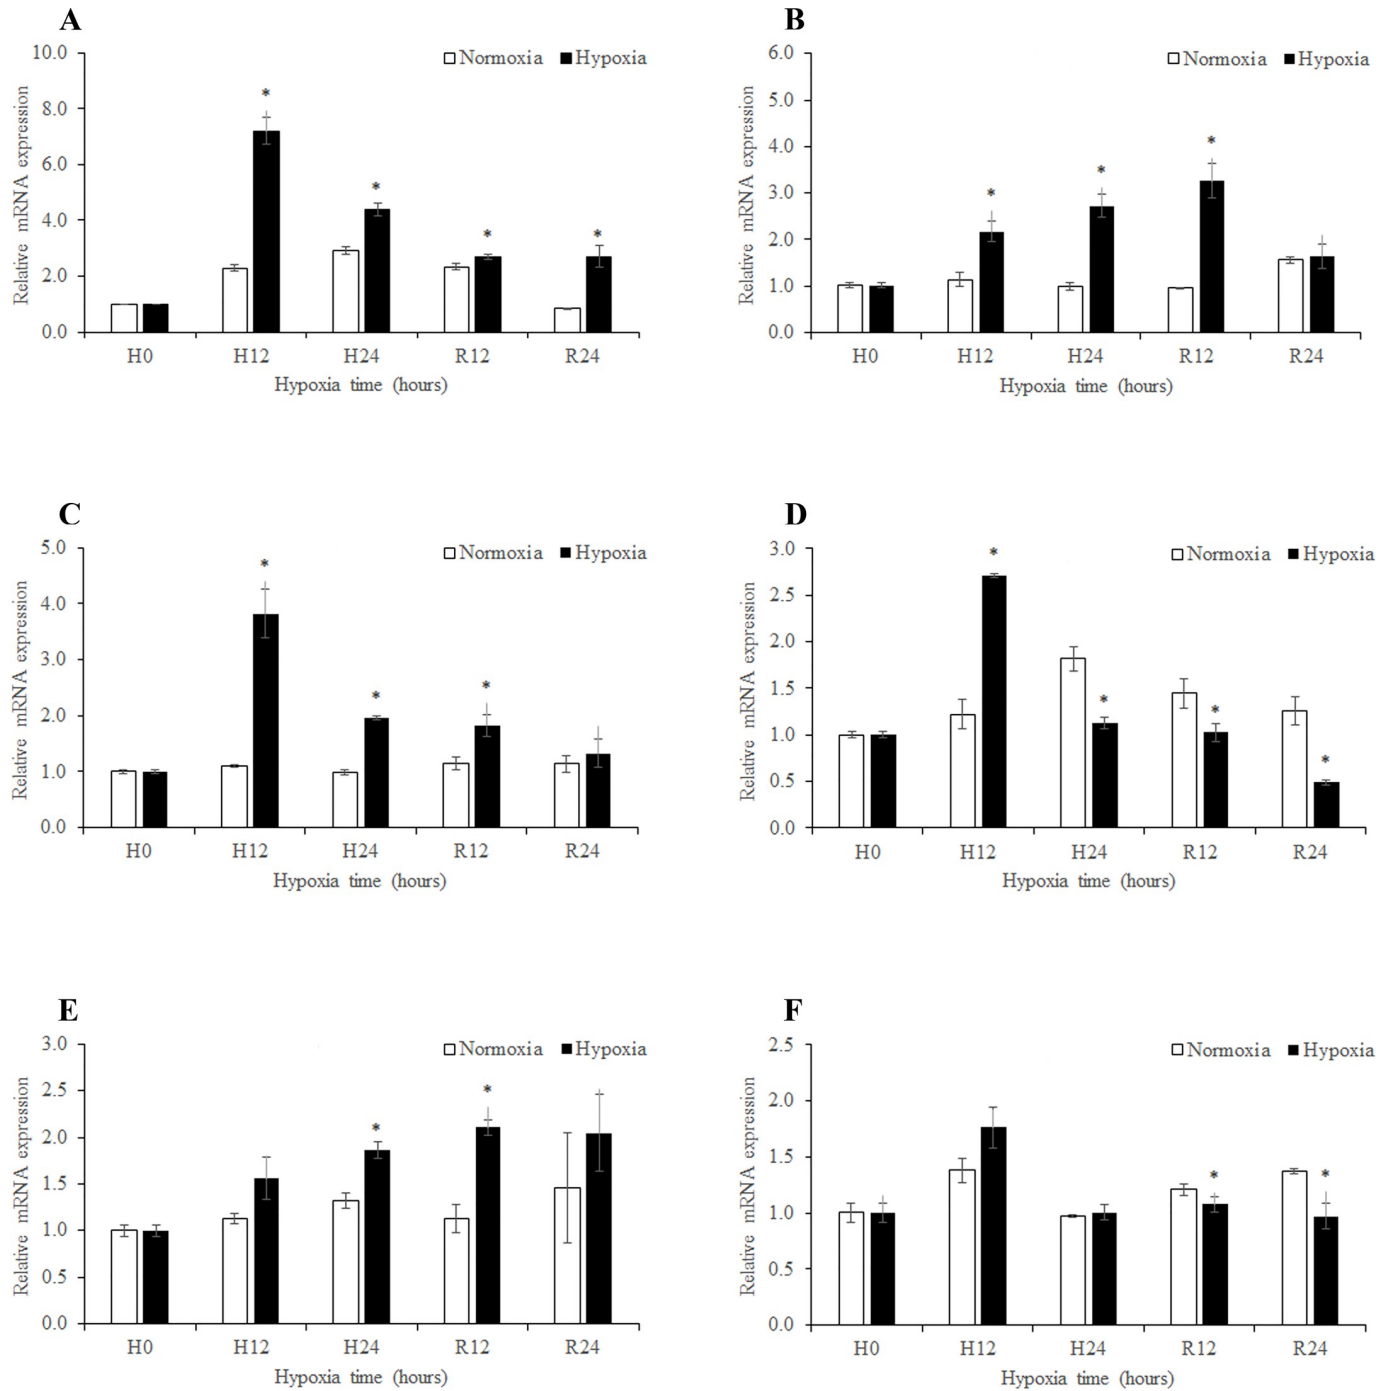 A
Relative mRNA expression
Normoxia Hypoxia
10.0
8.0
6.0
4.0
2.0
0.0
*
*
*
*
H0 H12 H24 R12 R24
Hypoxia time (hours)
B
Relative mRNA expression
Normoxia Hypoxia
6.0
5.0
4.0
3.0
2.0
1.0
0.0
*
*
*
H0 H12 H24 R12 R24
Hypoxia time (hours)
C
Relative mRNA expression
Normoxia Hypoxia
5.0
4.0
3.0
2.0
1.0
0.0
*
*
*
H0 H12 H24 R12 R24
Hypoxia time (hours)
D
Relative mRNA expression
Normoxia Hypoxia
3.0
2.5
2.0
1.5
1.0
0.5
0.0
*
*
*
*
H0 H12 H24 R12 R24
Hypoxia time (hours)
E
Relative mRNA expression
Normoxia Hypoxia
3.0
2.5
2.0
1.5
1.0
0.5
0.0
*
*
H0 H12 H24 R12 R24
Hypoxia time (hours)
F
Relative mRNA expression
Normoxia Hypoxia
2.5
2.0
1.5
1.0
0.5
0.0
*
*
H0 H12 H24 R12 R24
Hypoxia time (hours)